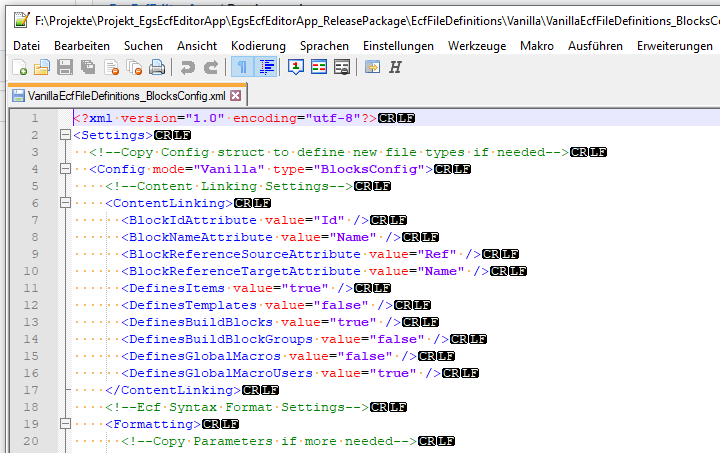 F:\Projekte\Projekt_EgsEcfEditorApp\EgsEcfEditorApp_ReleasePackage\EcfFileDefinitions\Vanilla\VanillaEcfFileDefinitions_BlocksCo
Datei Bearbeiten Suchen Ansicht Kodierung Sprachen Einstellungen Werkzeuge Makro Ausführen Erweiterungen
VanillaEcfFileDefinitions_BlocksConfig.xml
1 <?xml version="1.0" encoding="utf-8"?>CRLF
2 <Settings>CRLF
3 <!--Copy Config struct to define new file types if needed-->CRLF
4 <Config mode="Vanilla" type="BlocksConfig">CRLF
5 <!--Content Linking Settings-->CRLF
6 <ContentLinking>CRLF
7 <BlockIdAttribute value="Id" />CRLF
8 <BlockNameAttribute value="Name" />CRLF
9 <BlockReferenceSourceAttribute value="Ref" />CRLF
10 <BlockReferenceTargetAttribute value="Name" />CRLF
11 <DefinesItems value="true" />CRLF
12 <DefinesTemplates value="false" />CRLF
13 <DefinesBuildBlocks value="true" />CRLF
14 <DefinesBuildBlockGroups value="false" />CRLF
15 <DefinesGlobalMacros value="false" />CRLF
16 <DefinesGlobalMacroUsers value="true" />CRLF
17 </ContentLinking>CRLF
18 <!--Ecf Syntax Format Settings-->CRLF
19 <Formatting>CRLF
20 <!--Copy Parameters if more needed-->CRLF